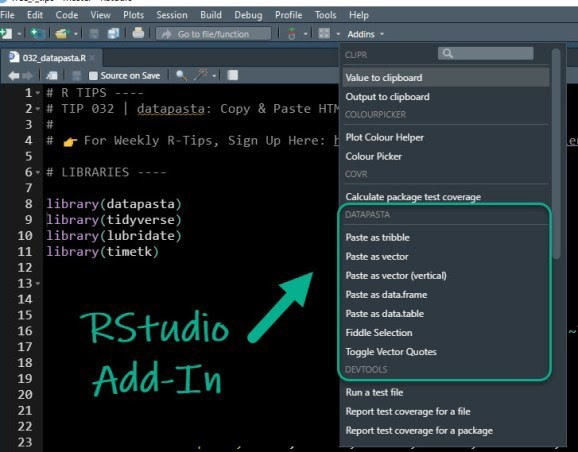 File Edit Code View Plots Session Build Debug Profile Tools Help
Go to file/function
Addins
032_datapasta.R
Source on Save
1 # R TIPS ----
2 # TIP 032 | datapasta: Copy & Paste HTM
3 #
4 # 👉 For Weekly R-Tips, Sign Up Here:
5
6 # LIBRARIES ----
7
8 library(datapasta)
9 library(tidyverse)
10 library(lubridate)
11 library(timetk)
12
13
14
15
16
17
18
19
20
21
22
23
CLIPR
Value to clipboard
Output to clipboard
COLOURPICKER
Plot Colour Helper
Colour Picker
COVR
Calculate package test coverage
DATAPASTA
Paste as tribble
Paste as vector
Paste as vector (vertical)
Paste as data.frame
Paste as data.table
Fiddle Selection
Toggle Vector Quotes
DEVTOOLS
Run a test file
Report test coverage for a file
Report test coverage for a package
RStudio
Add-In